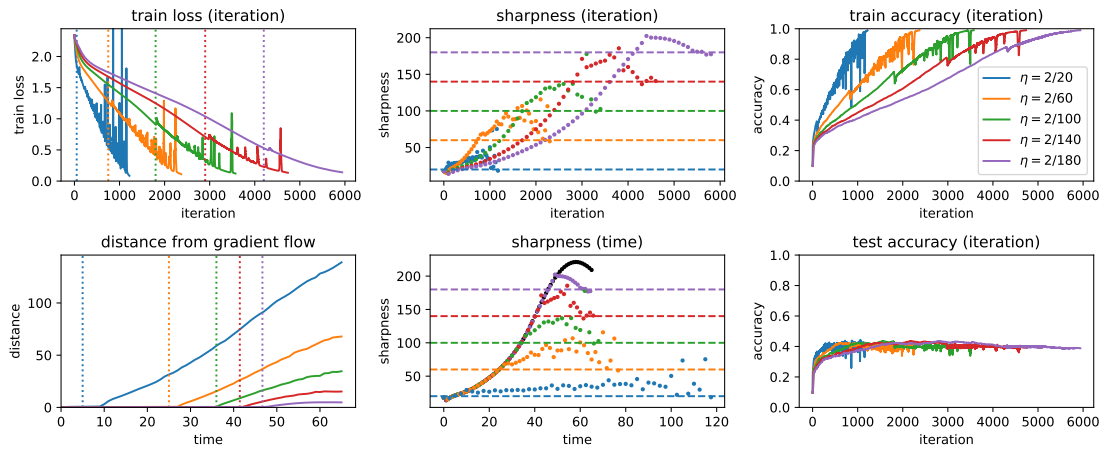 train loss (iteration)
train loss
2.0
1.5
1.0
0.5
0.0
0 1000 2000 3000 4000 5000 6000
iteration
sharpness (iteration)
sharpness
200
150
100
50
0 1000 2000 3000 4000 5000 6000
iteration
train accuracy (iteration)
accuracy
1.0
0.8
0.6
0.4
0.2
0.0
η = 2/20
η = 2/60
η = 2/100
η = 2/140
η = 2/180
0 1000 2000 3000 4000 5000 6000
iteration
distance from gradient flow
distance
100
50
0
0 10 20 30 40 50 60
time
sharpness (time)
sharpness
200
150
100
50
0 20 40 60 80 100 120
time
test accuracy (iteration)
accuracy
1.0
0.8
0.6
0.4
0.2
0.0
0 1000 2000 3000 4000 5000 6000
iteration